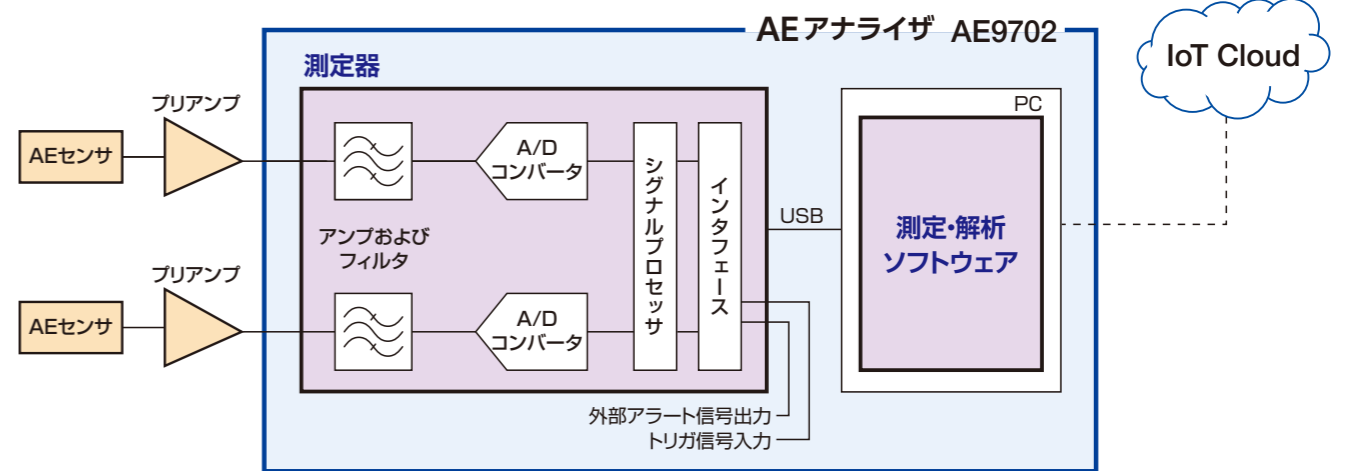 AEアナライザ AE9702
IoT Cloud
測定器
PC
プリアンプ
AEセンサ
A/D
コンバータ
シグナルプロセッサ
インタフェース
アンプおよび
フィルタ
USB
測定・解析
ソフトウェア
プリアンプ
AEセンサ
A/D
コンバータ
外部アラート信号出力
トリガ信号入力